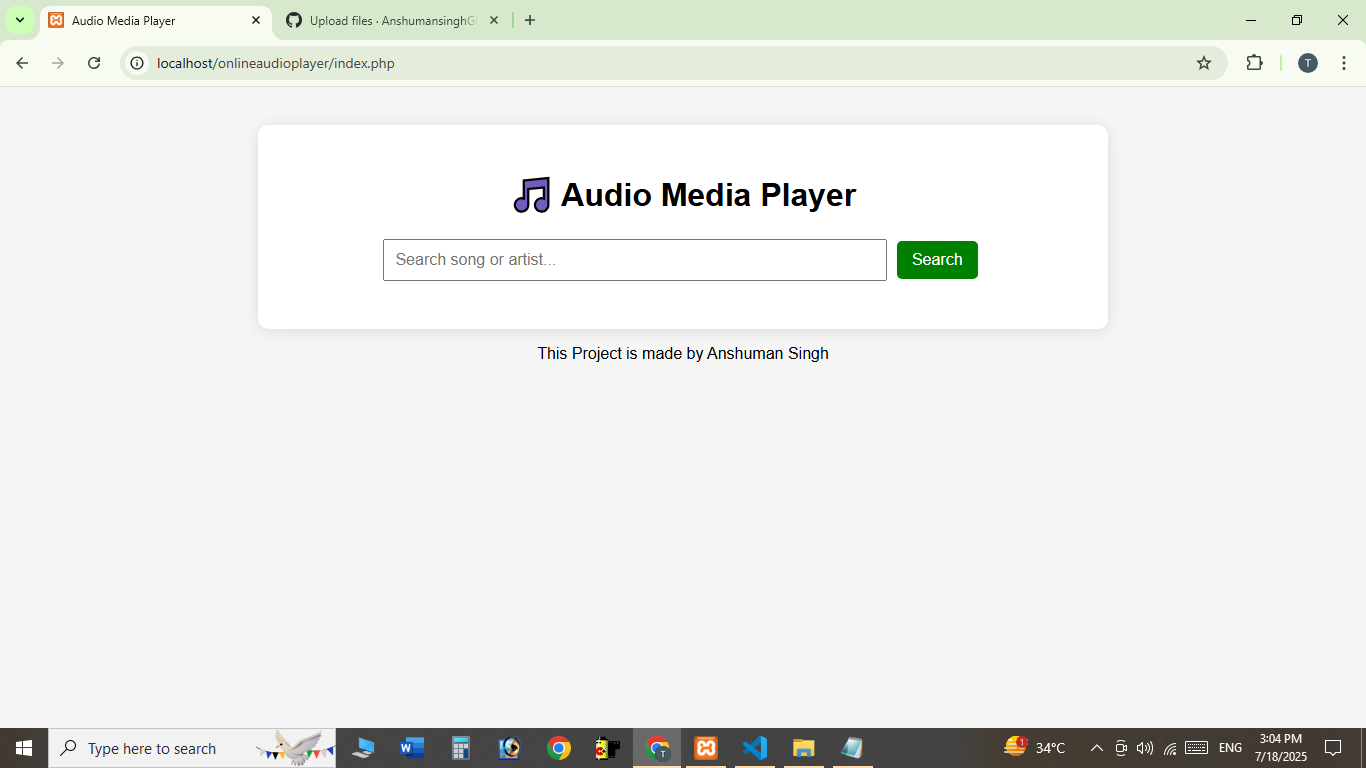 Audio Media Player
Upload files · AnshumansinghG
localhost/onlineaudioplayer/index.php
T
Audio Media Player
Search song or artist...
Search
This Project is made by Anshuman Singh
Type here to search
1
34°C
ENG
3:04 PM
7/18/2025